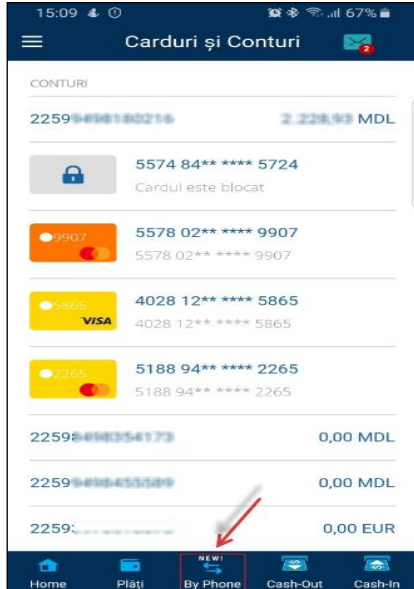 15:09 67%
Carduri și Conturi 2
CONTURI
2259 MDL
5574 84** **** 5724
Cardul este blocat
9907
5578 02** **** 9907
5578 02** **** 9907
5865
VISA
4028 12** **** 5865
4028 12** **** 5865
2265
5188 94** **** 2265
5188 94** **** 2265
2259 0,00 MDL
2259 0,00 MDL
2259 0,00 EUR
NEW!
Home Plăți By Phone Cash-Out Cash-In